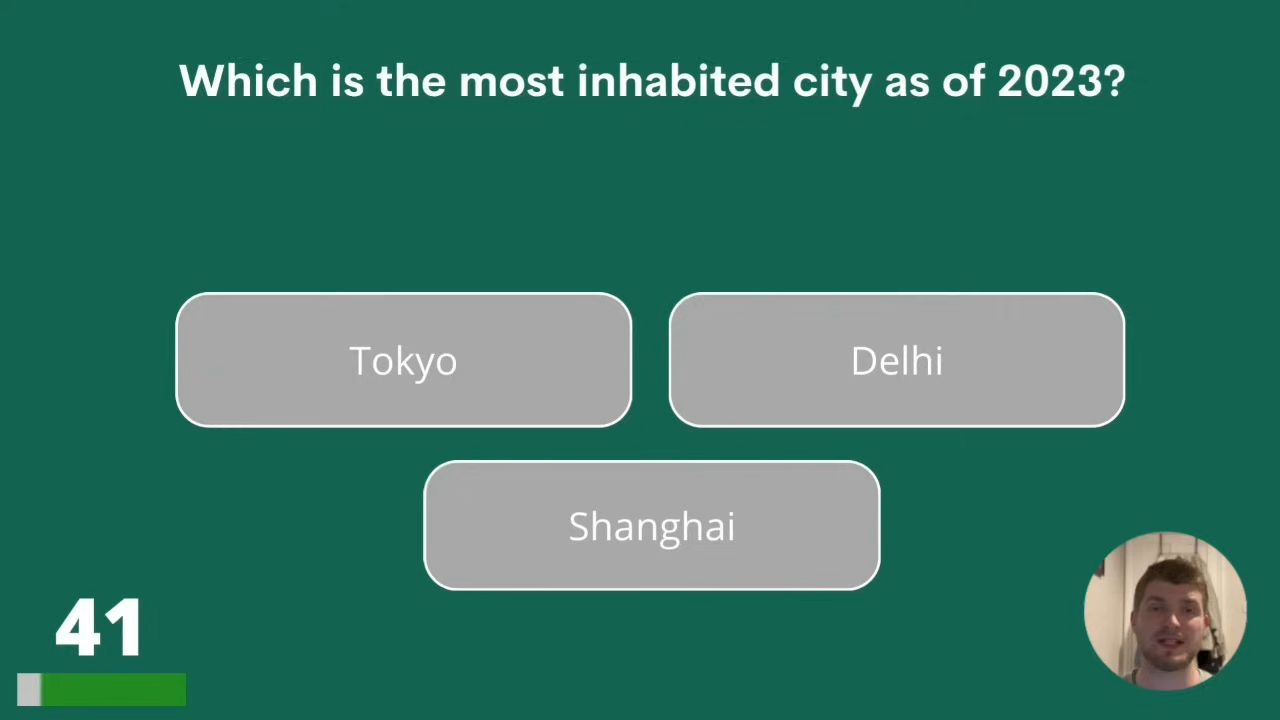 Which is the most inhabited city as of 2023?
Tokyo
Delhi
Shanghai
41